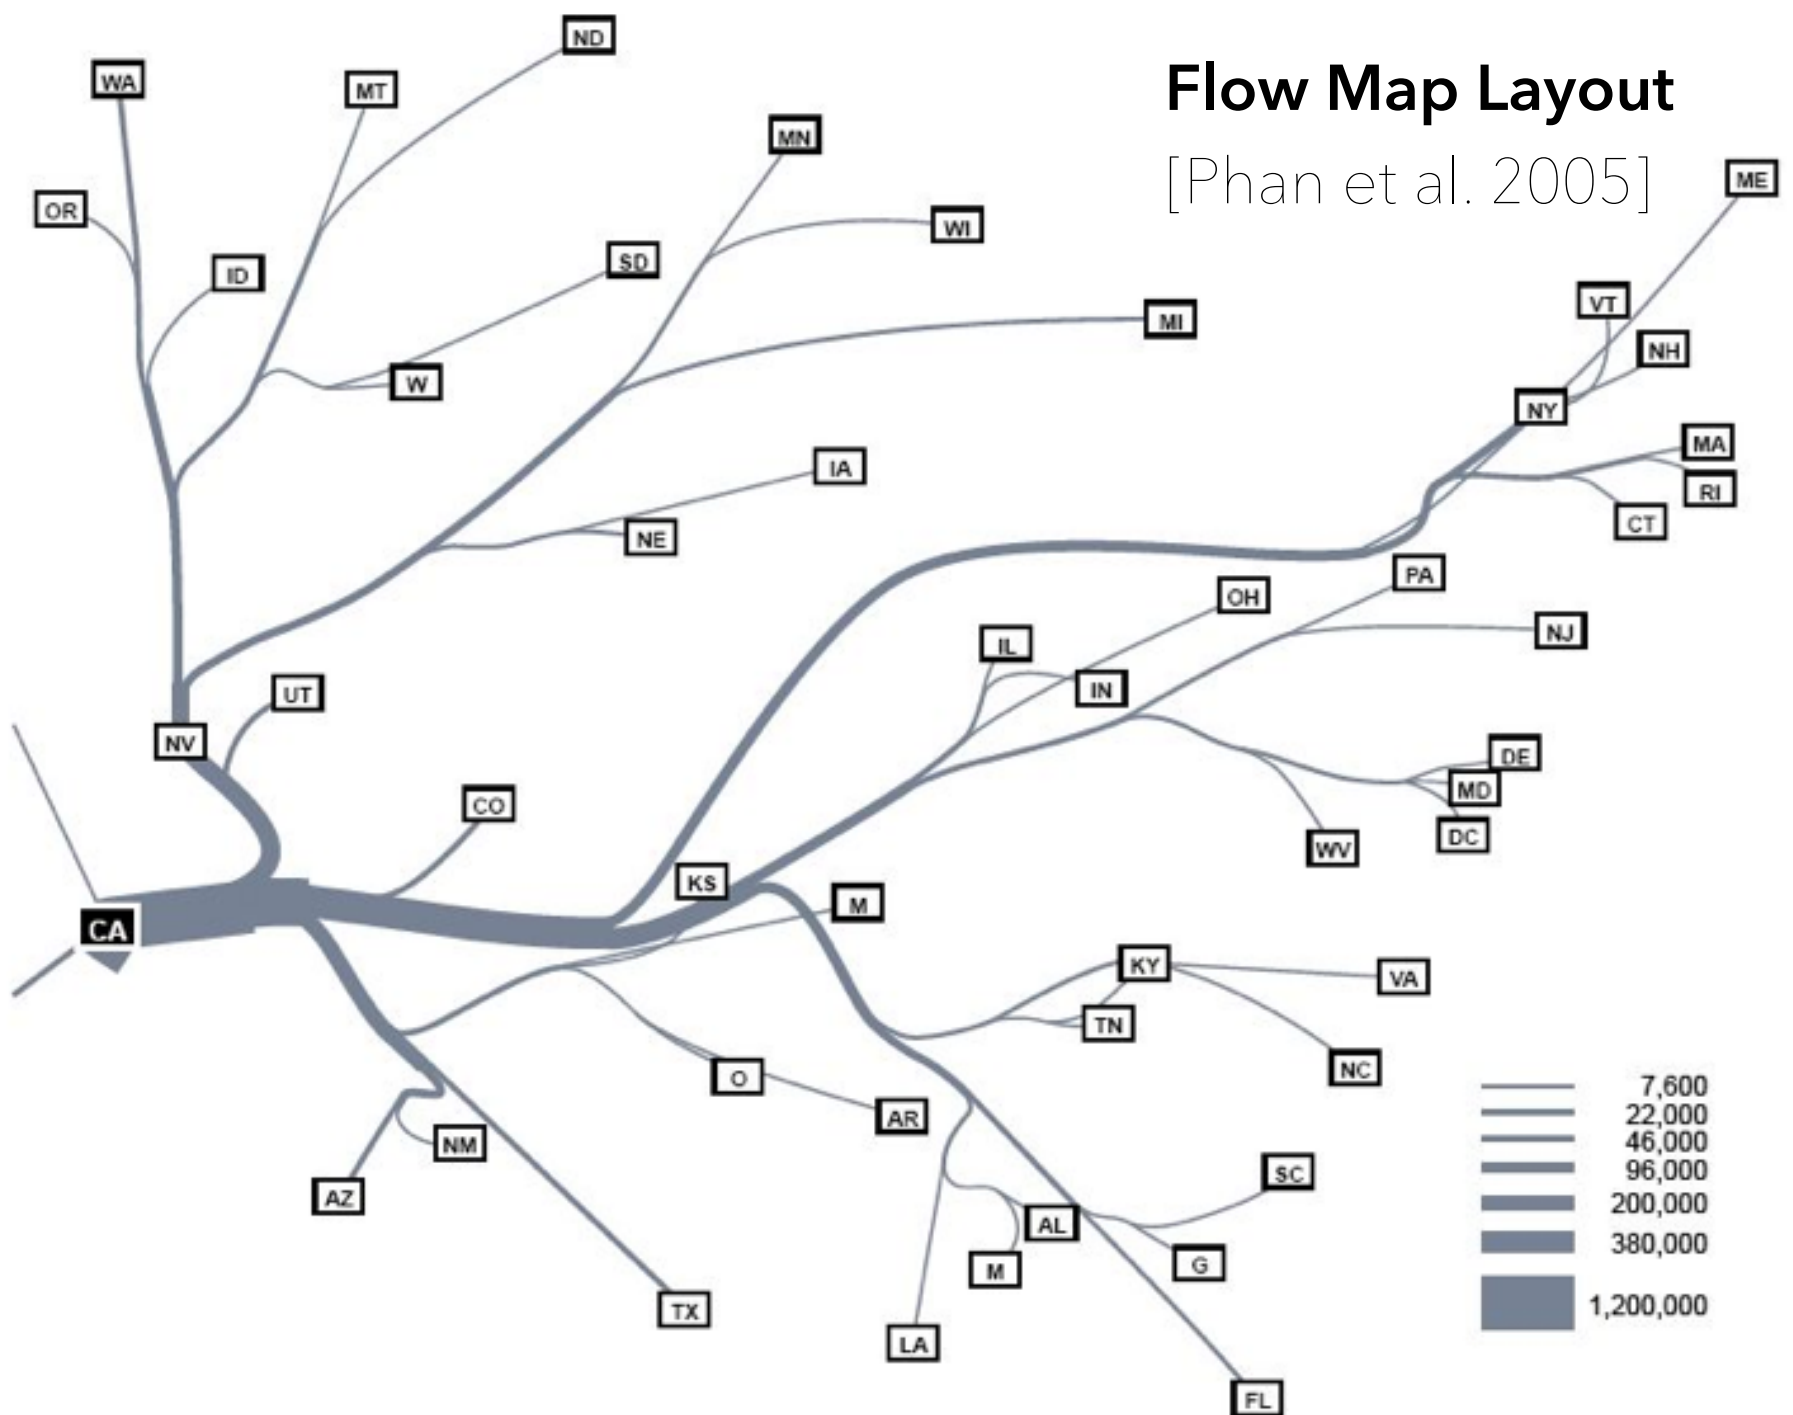 Flow Map Layout
[Phan et al. 2005]
ND
WA
MT
MN
ME
OR
WI
ID
SD
VT
MI
NH
W
NY
MA
IA
RI
CT
NE
PA
OH
NJ
IL
UT
IN
NV
DE
MD
CO
DC
WV
KS
M
CA
KY
VA
TN
NC
O
AR
NM
SC
AZ
AL
G
M
TX
LA
FL
7,600
22,000
46,000
96,000
200,000
380,000
1,200,000